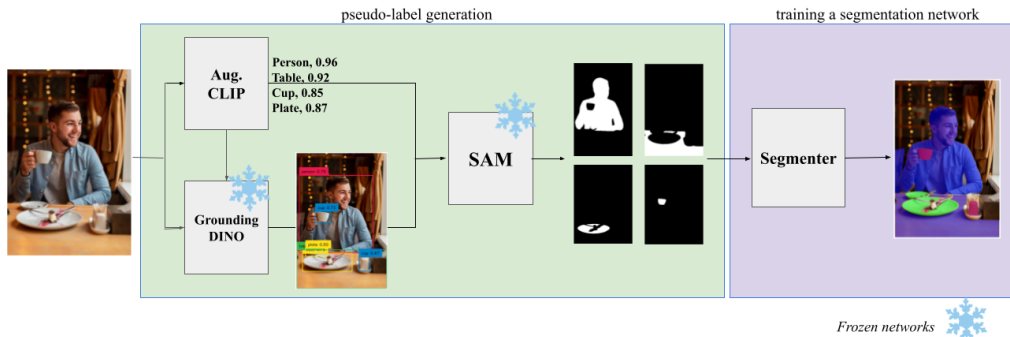 pseudo-label generation
training a segmentation network
Aug.
CLIP
Person, 0.96
Table, 0.92
Cup, 0.85
Plate, 0.87
Grounding
DINO
SAM
Segmenter
Frozen networks